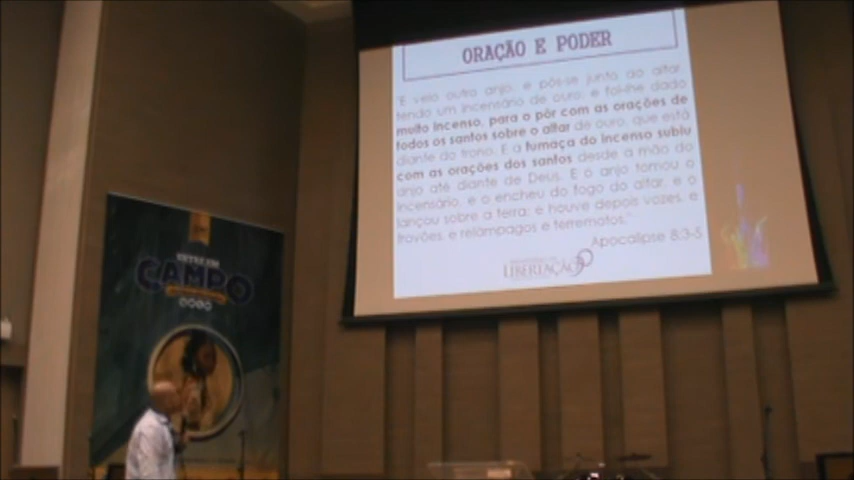 ORAÇÃO E PODER
"E veio outro anjo, e pôs-se junto ao altar,
tendo um incensário de ouro; e foi-lhe dado
muito incenso, para o pôr com as orações de
todos os santos sobre o altar de ouro, que está
diante do trono. E a fumaça do incenso subiu
com as orações dos santos desde a mão do
anjo até diante de Deus. E o anjo tomou o
incensário, e o encheu do fogo do altar, e o
lançou sobre a terra; e houve depois vozes, e
trovões, e relâmpagos e terremotos."
Apocalipse 8:3-5
LIBERTAÇÃO
CAMPO